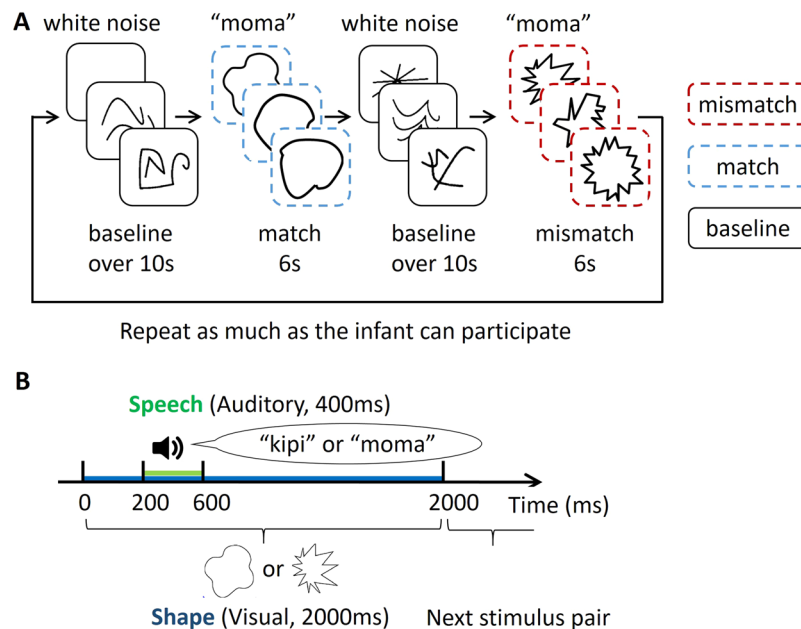 A
white noise
“moma”
white noise
“moma”
baseline
over 10s
match
6s
baseline
over 10s
mismatch
6s
mismatch
match
baseline
Repeat as much as the infant can participate
B
Speech (Auditory, 400ms)
“kipi” or “moma”
0 200 600 2000 Time (ms)
or
Shape (Visual, 2000ms)
Next stimulus pair